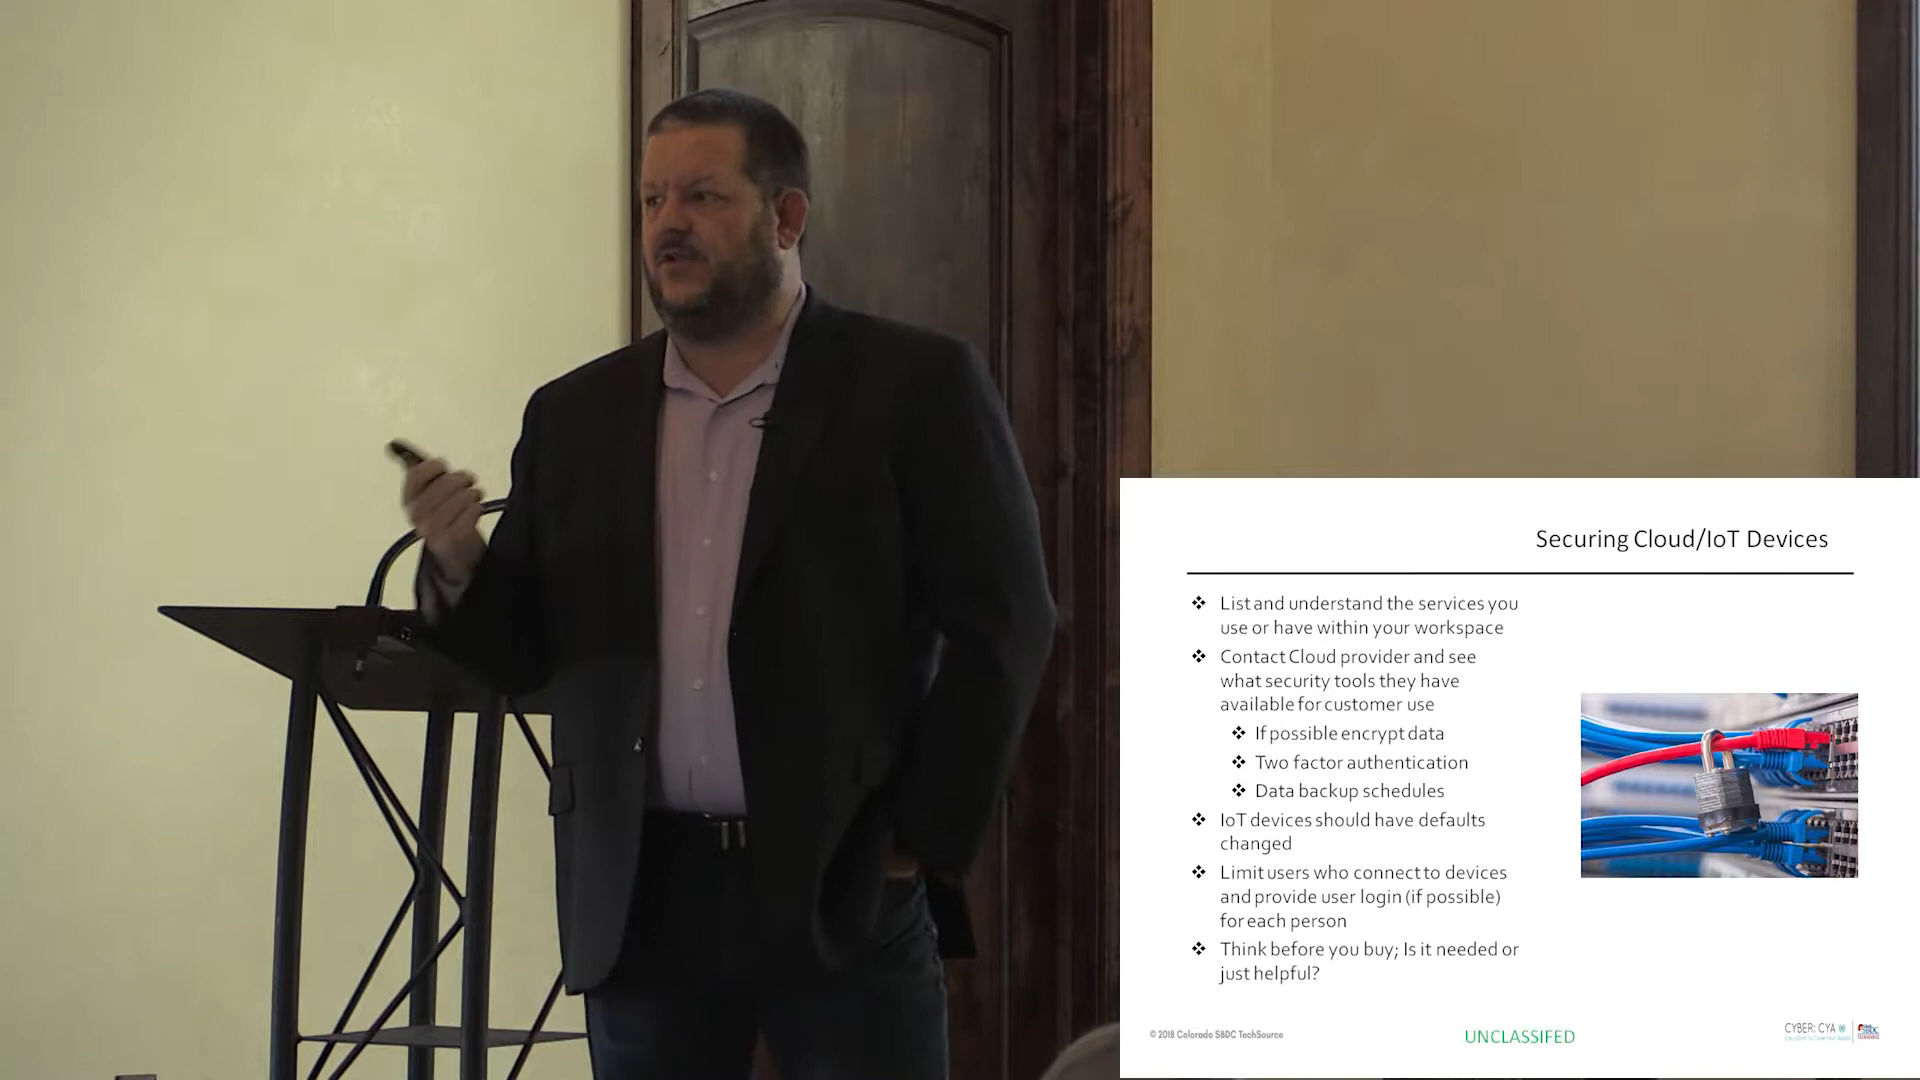 Securing Cloud/IoT Devices
❖ List and understand the services you
use or have within your workspace
❖ Contact Cloud provider and see
what security tools they have
available for customer use
❖ If possible encrypt data
❖ Two factor authentication
❖ Data backup schedules
❖ IoT devices should have defaults
changed
❖ Limit users who connect to devices
and provide user login (if possible)
for each person
❖ Think before you buy; Is it needed or
just helpful?
© 2018 Colorado SBDC TechSource
UNCLASSIFED
CYBER: CYA